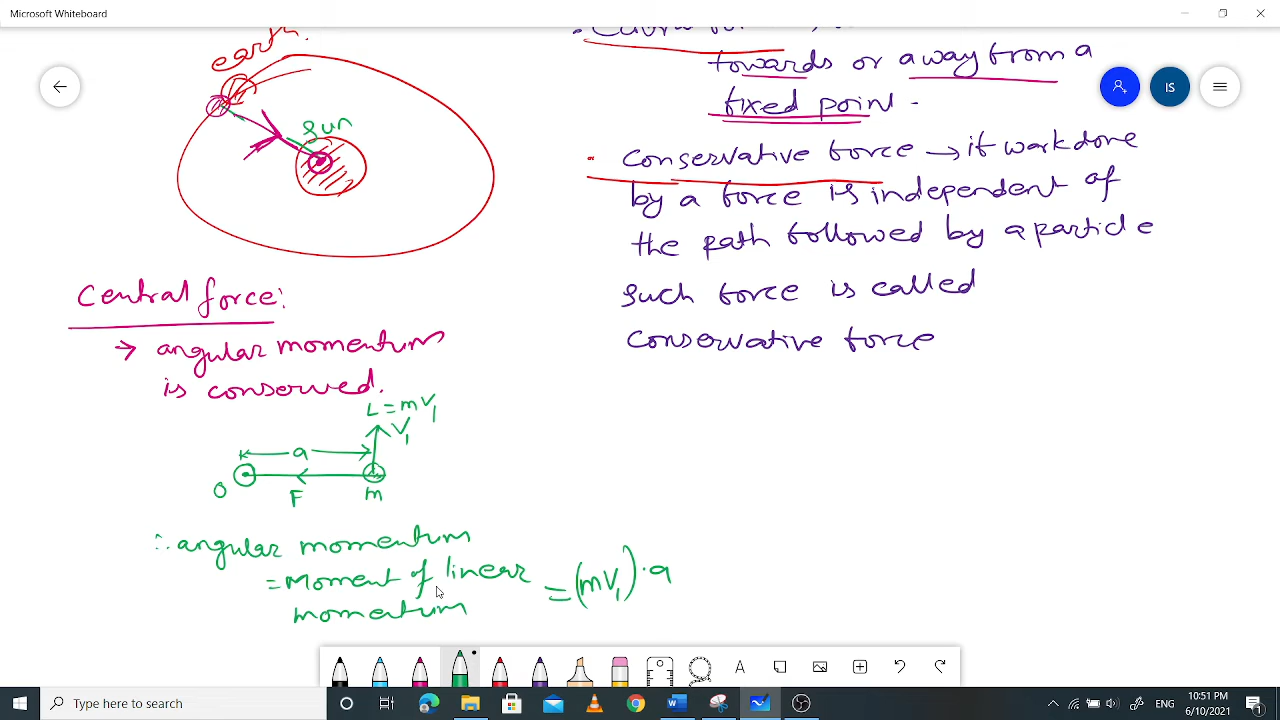 Microsoft Whiteboard
earth.
sun
towards or away from a
fixed point.
IS
Conservative force → if workdone
by a force is independent of
the path followed by a particle
such force is called
Conservative force
Central force:
→ angular momentum
is conserved.
L = mV₁
V₁
a
O
F
m
∴ angular momentum
= Moment of linear
momentum
= (mV₁) · a
A
Type here to search
10:51 PM
6/10/2021